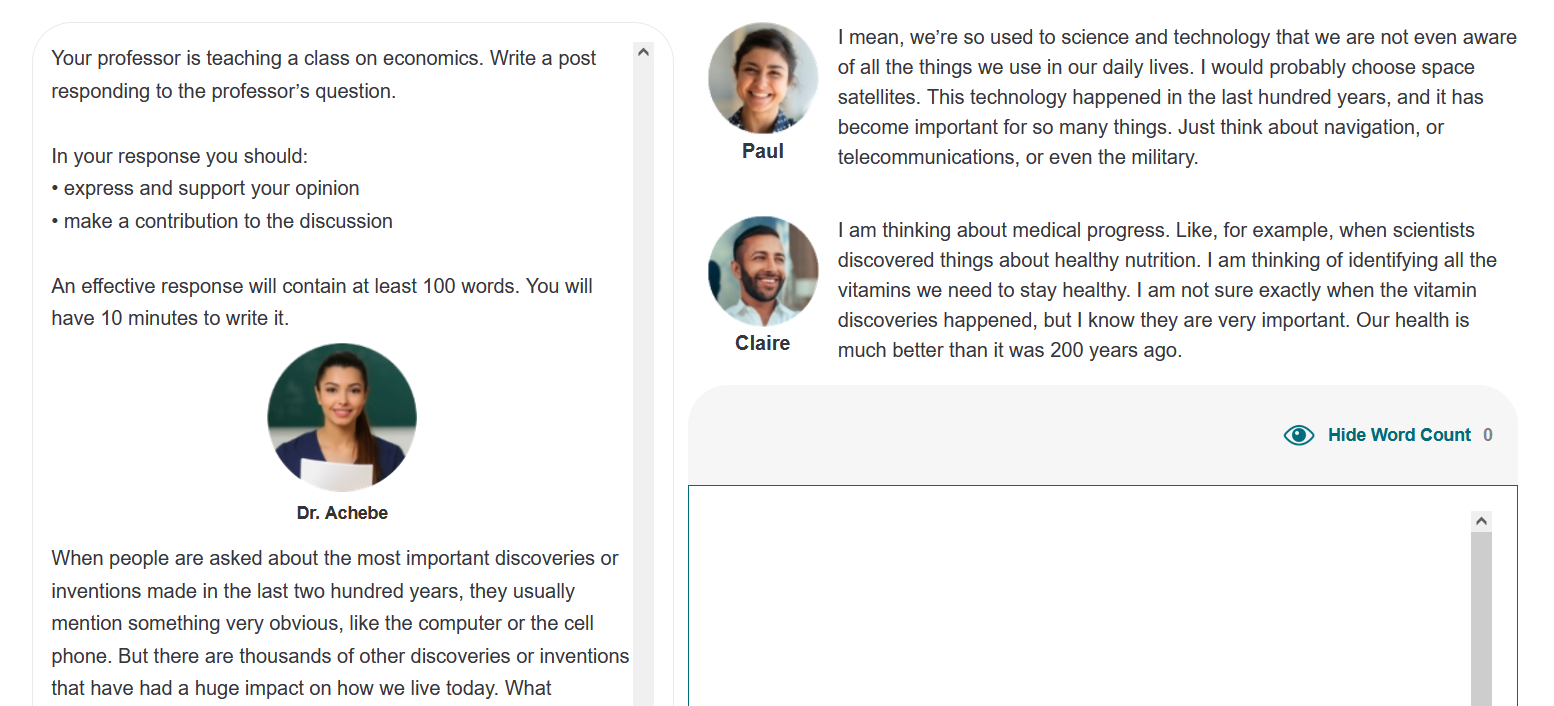 Your professor is teaching a class on economics. Write a post
responding to the professor’s question.
In your response you should:
• express and support your opinion
• make a contribution to the discussion
An effective response will contain at least 100 words. You will
have 10 minutes to write it.
Dr. Achebe
When people are asked about the most important discoveries or
inventions made in the last two hundred years, they usually
mention something very obvious, like the computer or the cell
phone. But there are thousands of other discoveries or inventions
that have had a huge impact on how we live today. What
I mean, we’re so used to science and technology that we are not even aware
of all the things we use in our daily lives. I would probably choose space
satellites. This technology happened in the last hundred years, and it has
become important for so many things. Just think about navigation, or
telecommunications, or even the military.
Paul
I am thinking about medical progress. Like, for example, when scientists
discovered things about healthy nutrition. I am thinking of identifying all the
vitamins we need to stay healthy. I am not sure exactly when the vitamin
discoveries happened, but I know they are very important. Our health is
much better than it was 200 years ago.
Claire
Hide Word Count 0